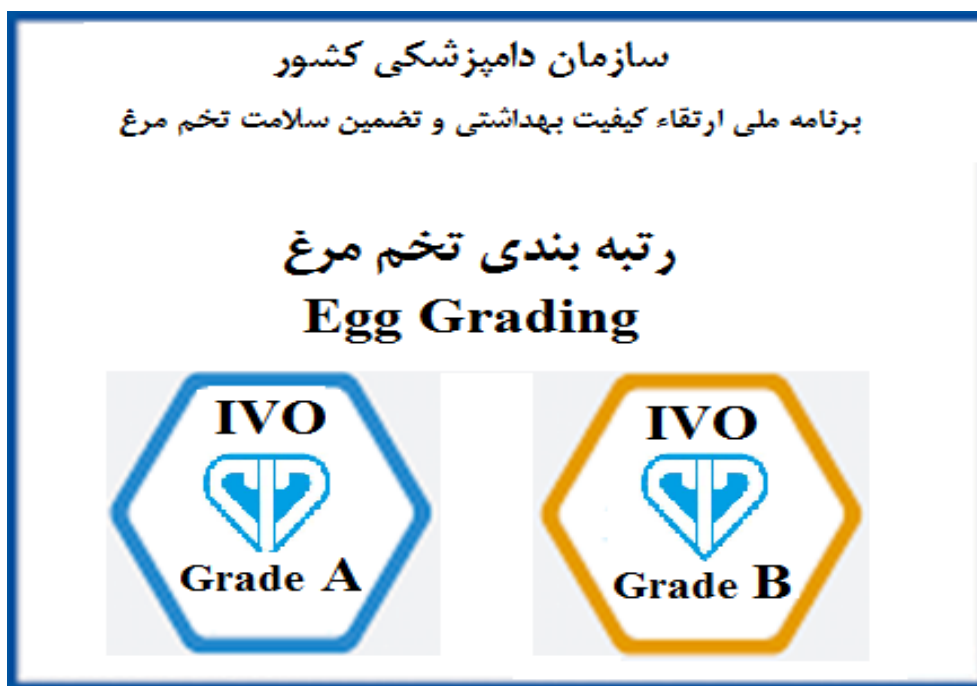 سازمان دامپزشکی کشور
برنامه ملی ارتقاء کیفیت بهداشتی و تضمین سلامت تخم مرغ
رتبه بندی تخم مرغ
Egg Grading
IVO
Grade A
IVO
Grade B